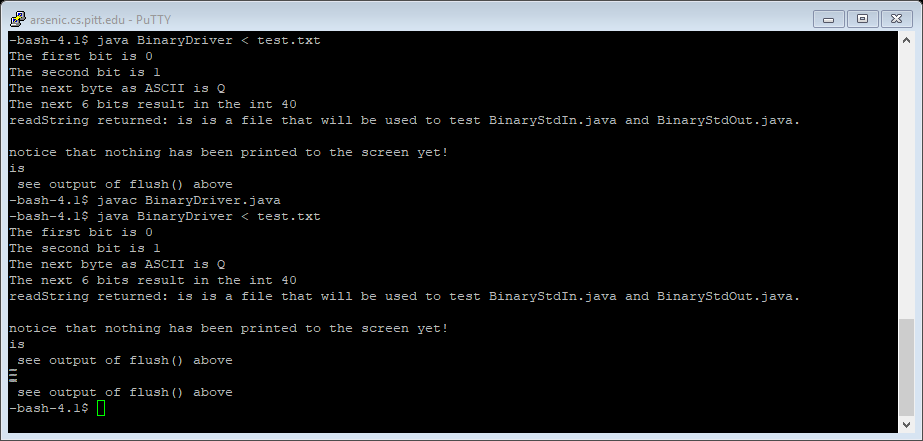 arsenic.cs.pitt.edu - PuTTY
-bash-4.1$ java BinaryDriver < test.txt
The first bit is 0
The second bit is 1
The next byte as ASCII is Q
The next 6 bits result in the int 40
readString returned: is is a file that will be used to test BinaryStdIn.java and BinaryStdOut.java.
notice that nothing has been printed to the screen yet!
is
 see output of flush() above
-bash-4.1$ javac BinaryDriver.java
-bash-4.1$ java BinaryDriver < test.txt
The first bit is 0
The second bit is 1
The next byte as ASCII is Q
The next 6 bits result in the int 40
readString returned: is is a file that will be used to test BinaryStdIn.java and BinaryStdOut.java.
notice that nothing has been printed to the screen yet!
is
 see output of flush() above
 see output of flush() above
-bash-4.1$